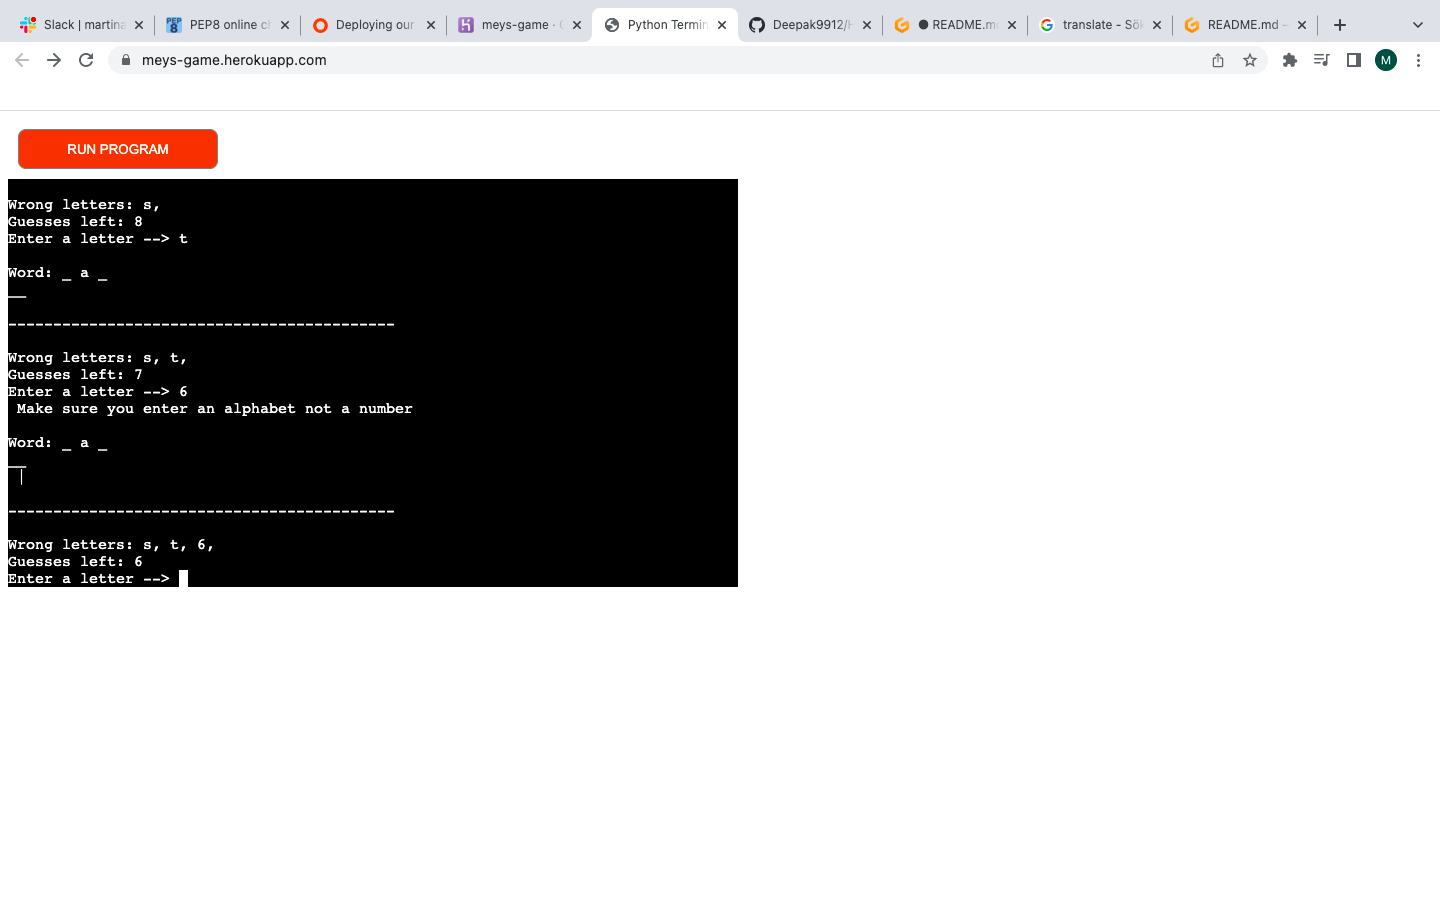 Slack | martina
PEP8 online ch
Deploying our
meys-game ·
Python Termin
Deepak9912/
● README.m
translate - Sök
README.md -
meys-game.herokuapp.com
M
RUN PROGRAM
Wrong letters: s,
Guesses left: 8
Enter a letter --> t
Word: _ a _
__
-------------------------------------------
Wrong letters: s, t,
Guesses left: 7
Enter a letter --> 6
Make sure you enter an alphabet not a number
Word: _ a _
__
|
-------------------------------------------
Wrong letters: s, t, 6,
Guesses left: 6
Enter a letter -->